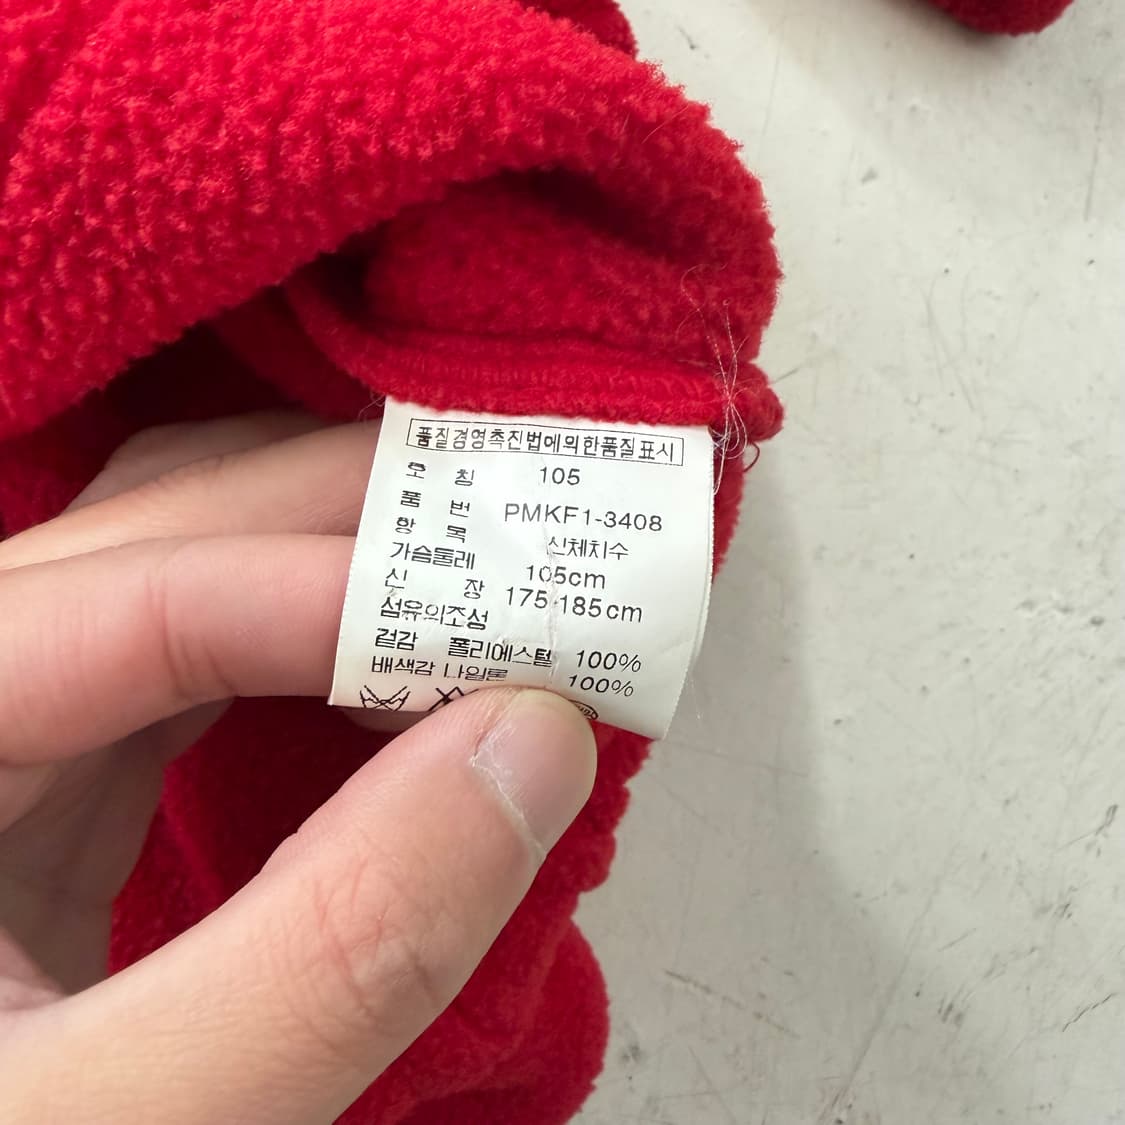 품질경영촉진법에의한품질표시
호 칭 105
품 번 PMKF1-3408
항 목 신체치수
가슴둘레 105cm
신 장 175-185cm
섬유의조성
겉감 폴리에스텔 100%
배색감 나일론 100%